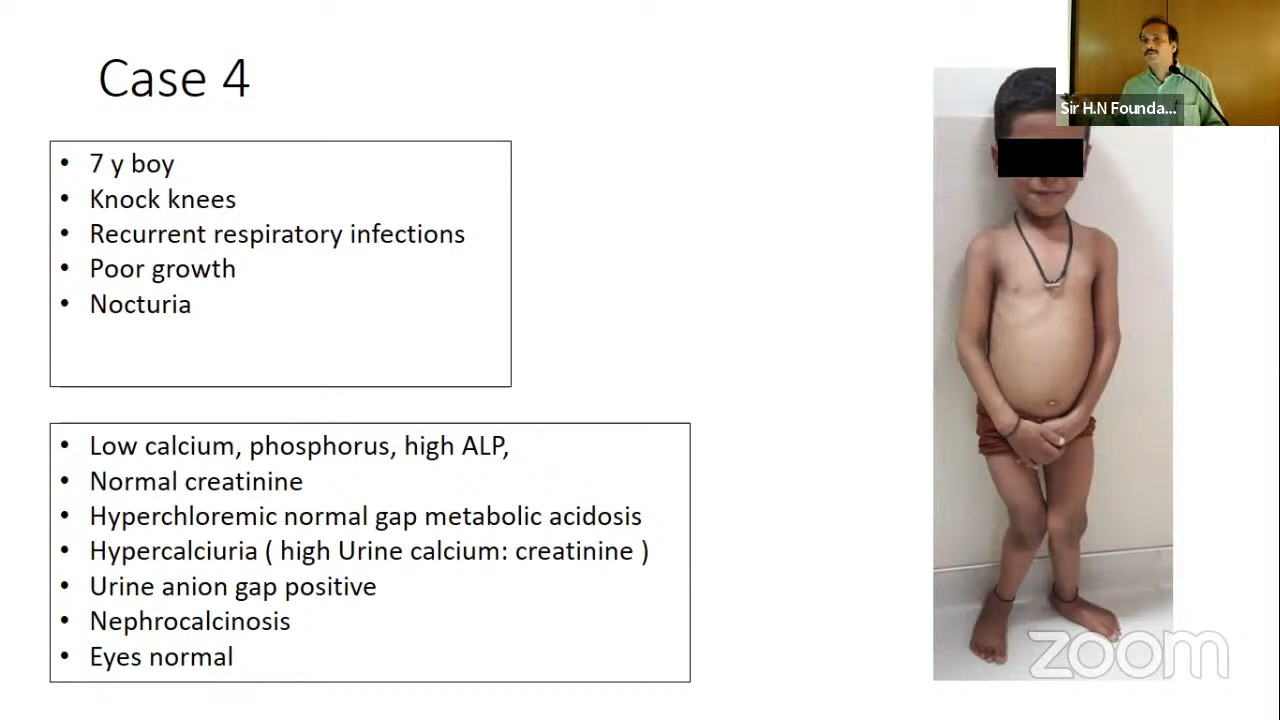 Case 4
Sir H.N Founda...
• 7 y boy
• Knock knees
• Recurrent respiratory infections
• Poor growth
• Nocturia
• Low calcium, phosphorus, high ALP,
• Normal creatinine
• Hyperchloremic normal gap metabolic acidosis
• Hypercalciuria ( high Urine calcium: creatinine )
• Urine anion gap positive
• Nephrocalcinosis
• Eyes normal
zoom